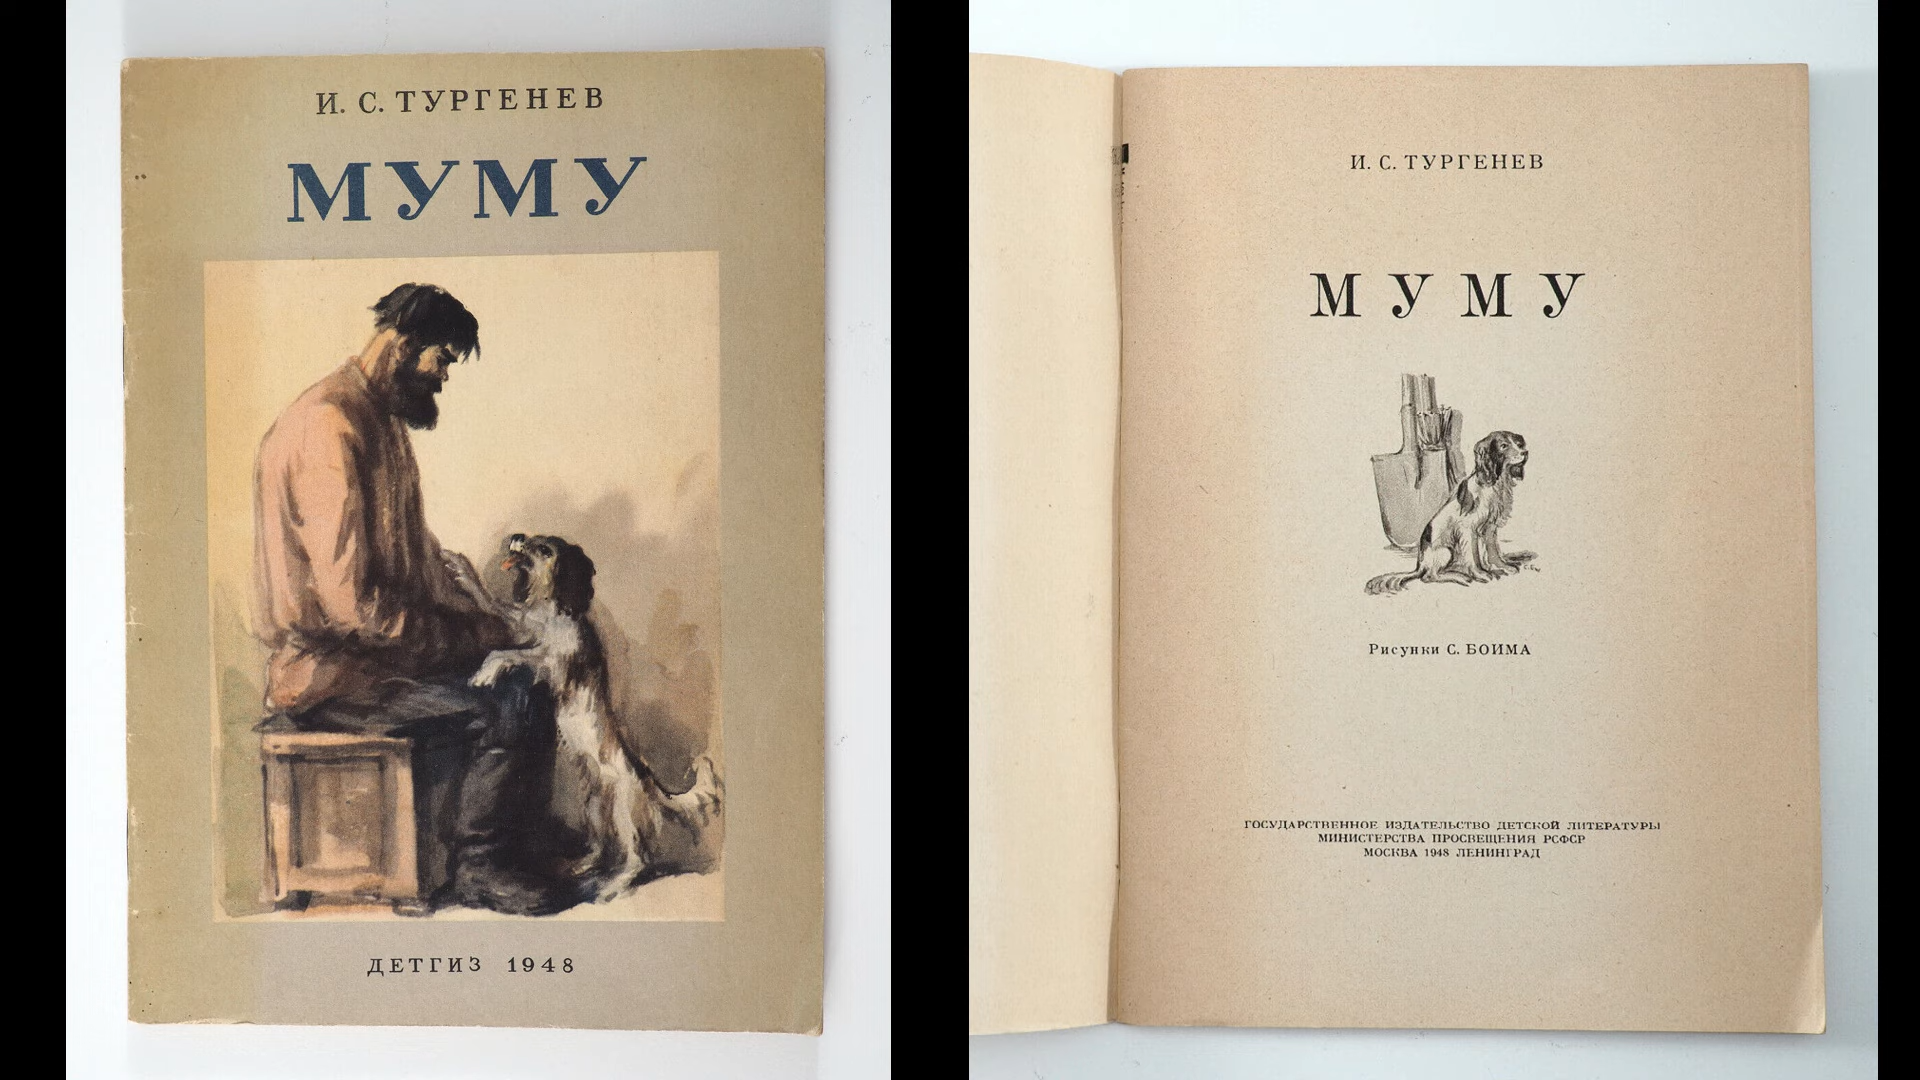 И. С. ТУРГЕНЕВ
МУМУ
ДЕТГИЗ 1948
И. С. ТУРГЕНЕВ
МУМУ
Рисунки С. БОИМА
ГОСУДАРСТВЕННОЕ ИЗДАТЕЛЬСТВО ДЕТСКОЙ ЛИТЕРАТУРЫ
МИНИСТЕРСТВА ПРОСВЕЩЕНИЯ РСФСР
МОСКВА 1948 ЛЕНИНГРАД